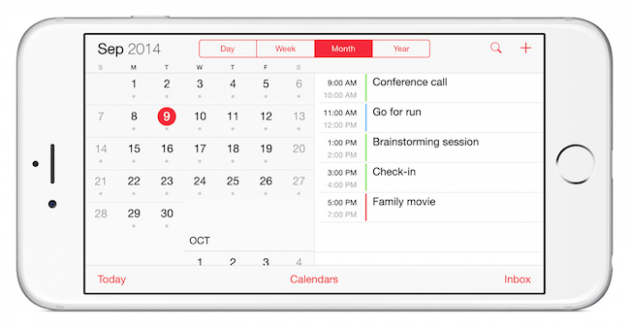 Sep 2014
Day Week Month Year
S M T W T F S
1 2 3 4 5 6
7 8 9 10 11 12 13
14 15 16 17 18 19 20
21 22 23 24 25 26 27
28 29 30
OCT
1 2 3 4
9:00 AM Conference call
10:00 AM
11:00 AM Go for run
12:00 PM
1:00 PM Brainstorming session
2:00 PM
3:00 PM Check-in
4:00 PM
5:00 PM Family movie
7:00 PM
Today Calendars Inbox